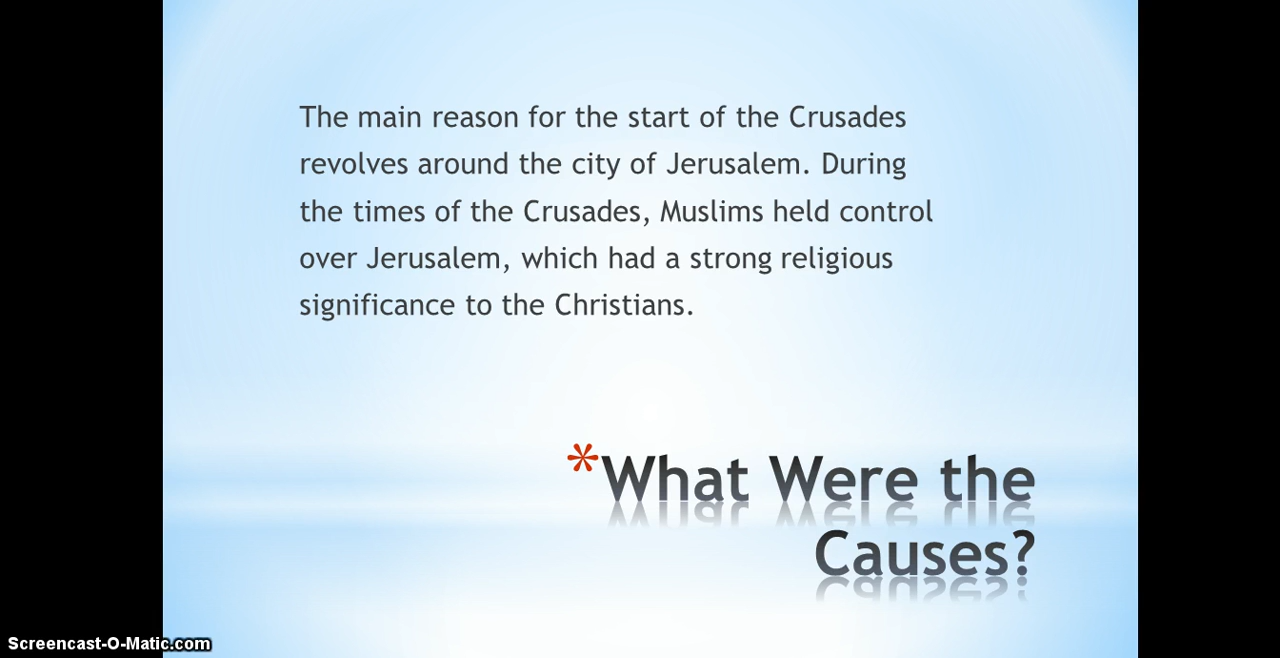 The main reason for the start of the Crusades
revolves around the city of Jerusalem. During
the times of the Crusades, Muslims held control
over Jerusalem, which had a strong religious
significance to the Christians.
*What Were the
Causes?
Screencast-O-Matic.com